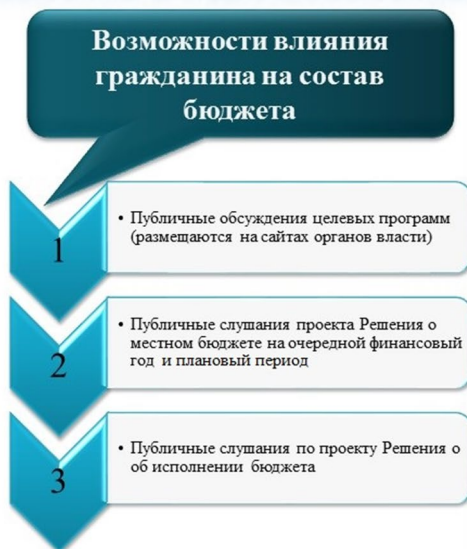 Возможности влияния
гражданина на состав
бюджета
1
• Публичные обсуждения целевых программ
(размещаются на сайтах органов власти)
2
• Публичные слушания проекта Решения о
местном бюджете на очередной финансовый
год и плановый период
3
• Публичные слушания по проекту Решения о
об исполнении бюджета